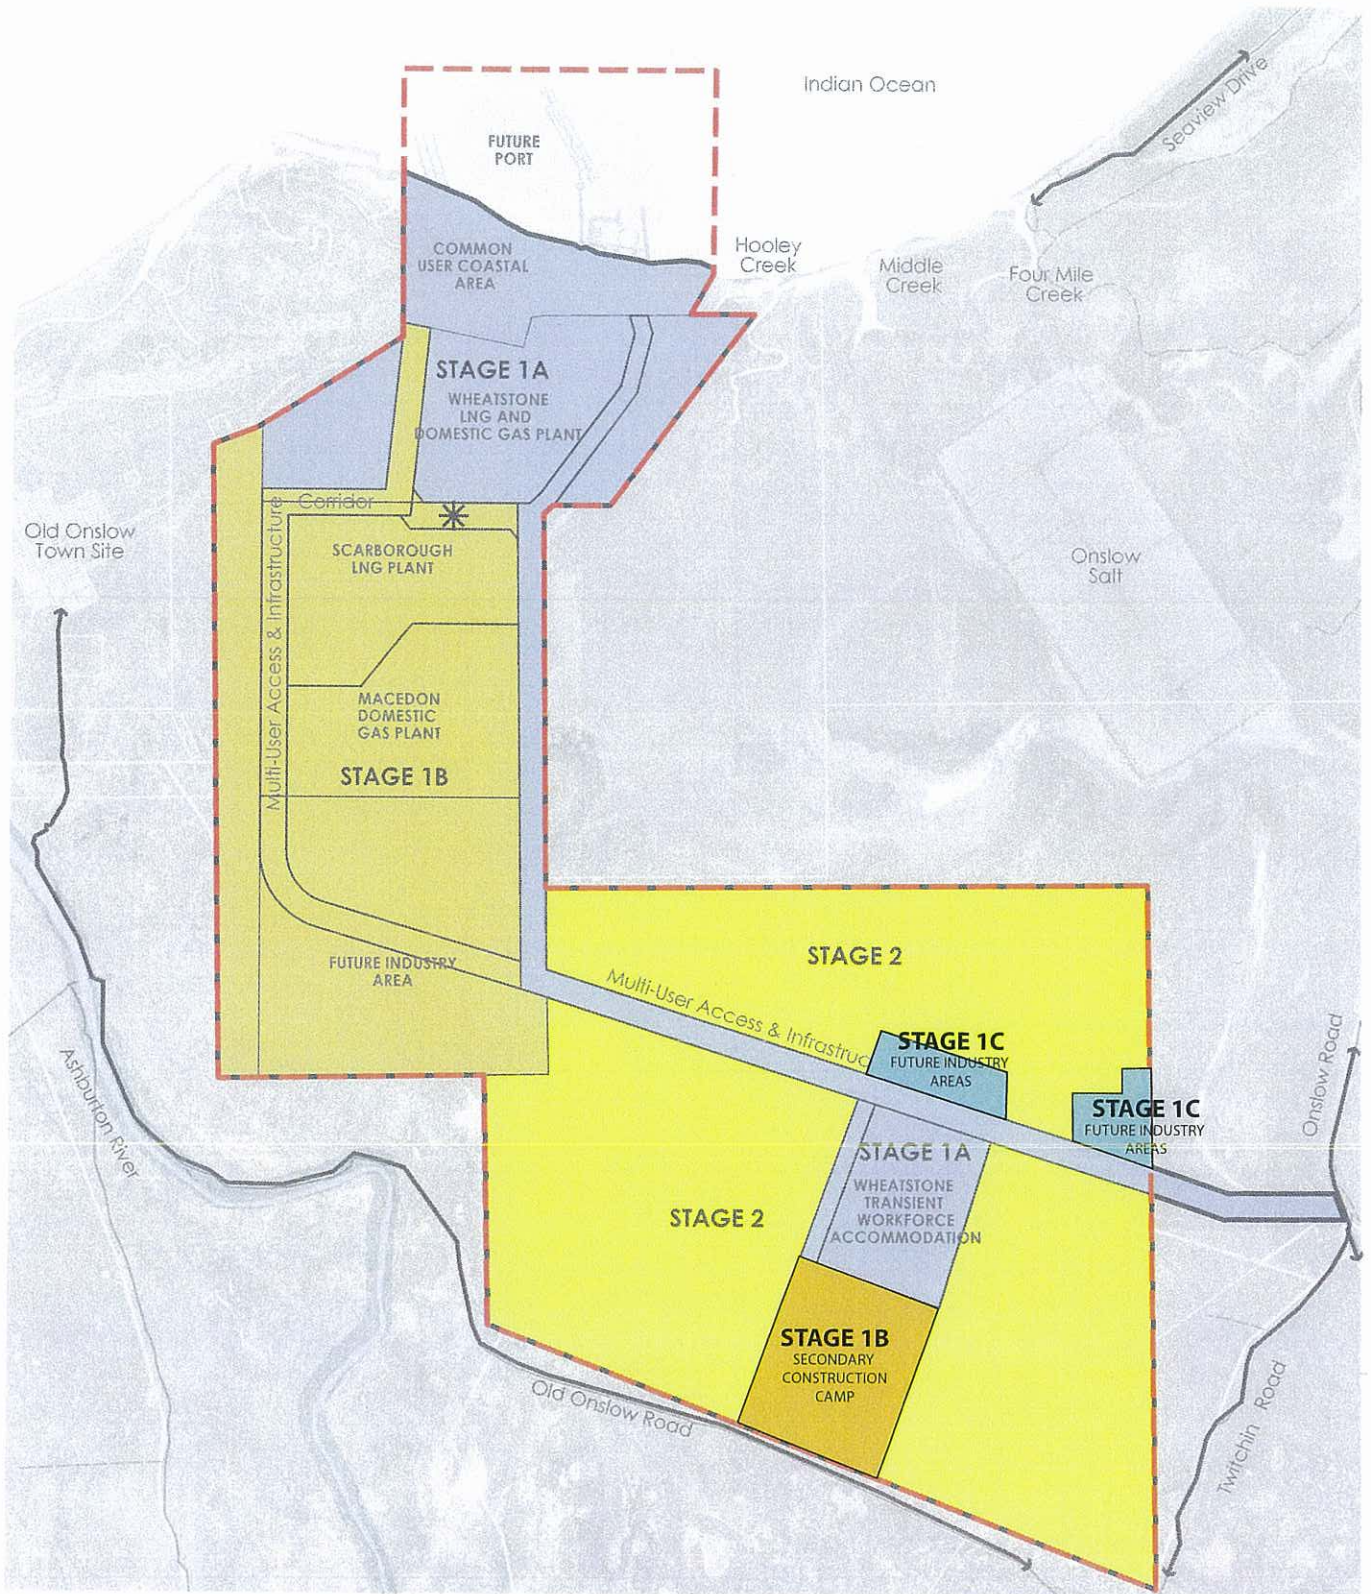 Indian Ocean
Seaview Drive
FUTURE
PORT
COMMON
USER COASTAL
AREA
Hooley
Creek
Middle
Creek
Four Mile
Creek
STAGE 1A
WHEATSTONE
LNG AND
DOMESTIC GAS PLANT
Corridor
Multi-User Access & Infrastructure
Old Onslow
Town Site
SCARBOROUGH
LNG PLANT
Onslow
Salt
MACEDON
DOMESTIC
GAS PLANT
STAGE 1B
FUTURE INDUSTRY
AREA
STAGE 2
Multi-User Access & Infrastruc
STAGE 1C
FUTURE INDUSTRY
AREAS
STAGE 1C
FUTURE INDUSTRY
AREAS
Onslow Road
Ashburton River
STAGE 1A
WHEATSTONE
TRANSIENT
WORKFORCE
ACCOMMODATION
STAGE 2
STAGE 1B
SECONDARY
CONSTRUCTION
CAMP
Old Onslow Road
Twitchin Road